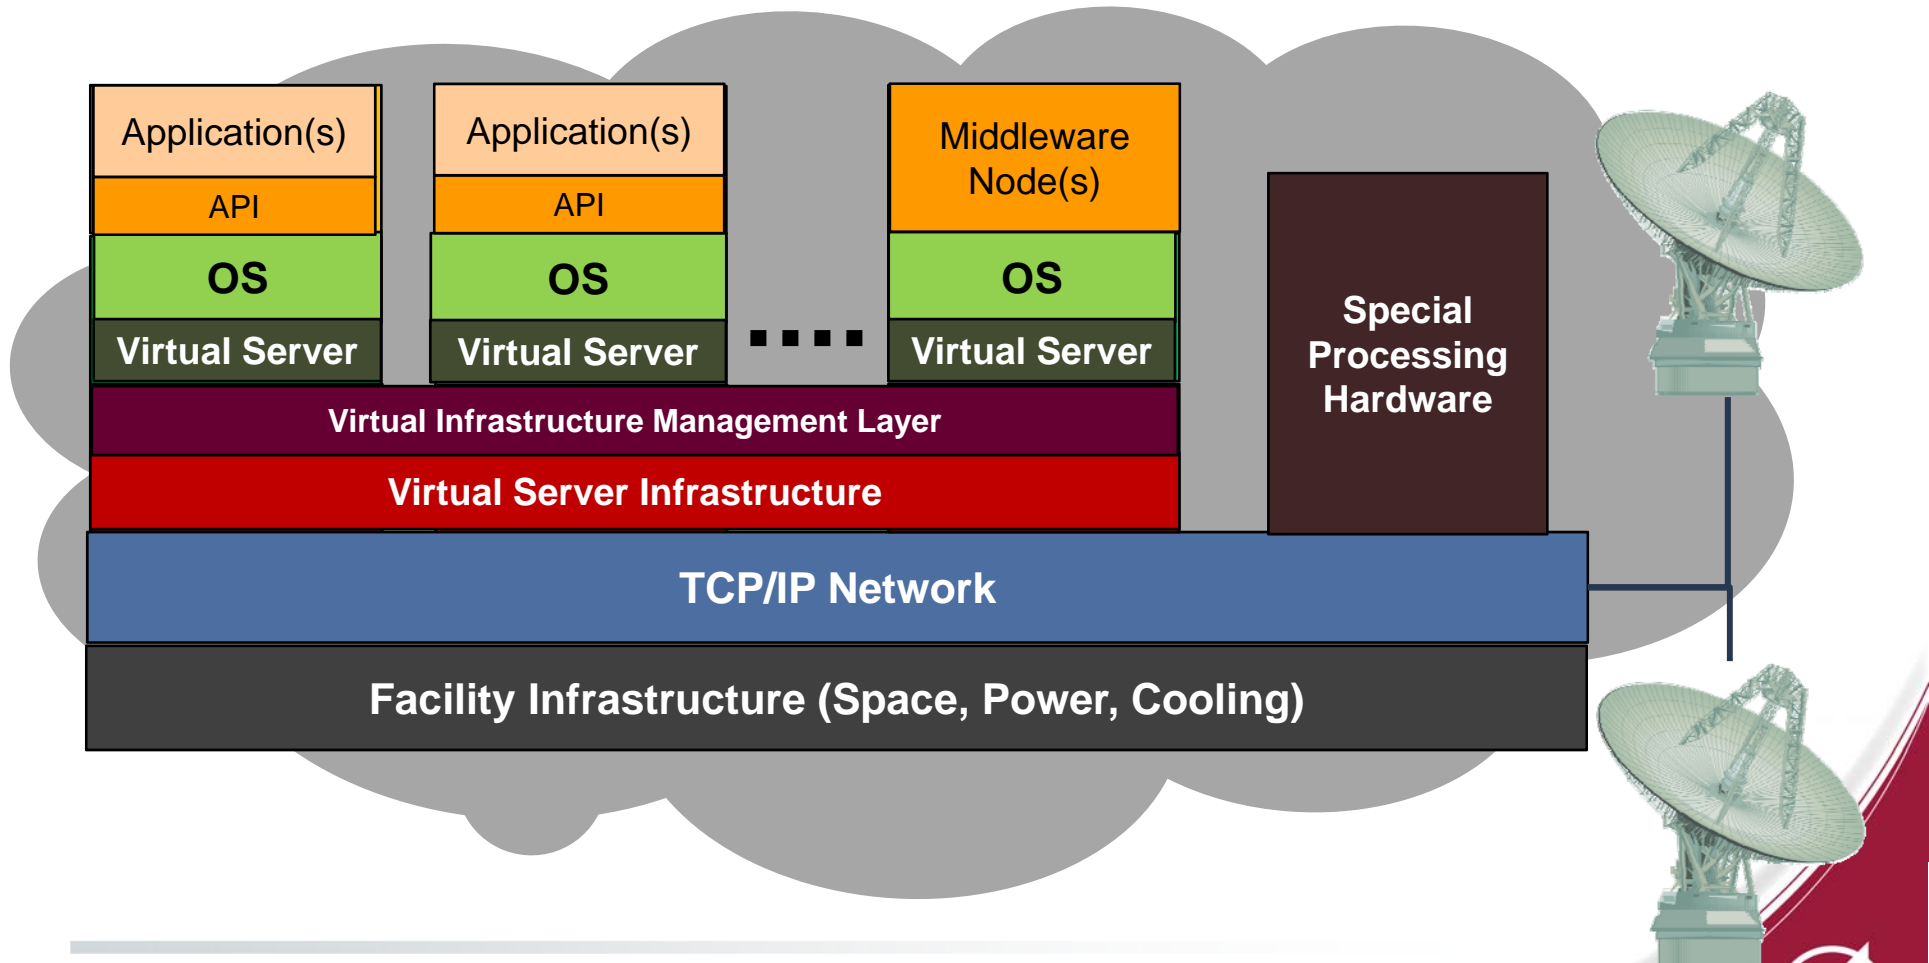 Application(s)
API
OS
Virtual Server
Application(s)
API
OS
Virtual Server
Middleware
Node(s)
OS
Virtual Server
Special
Processing
Hardware
Virtual Infrastructure Management Layer
Virtual Server Infrastructure
TCP/IP Network
Facility Infrastructure (Space, Power, Cooling)